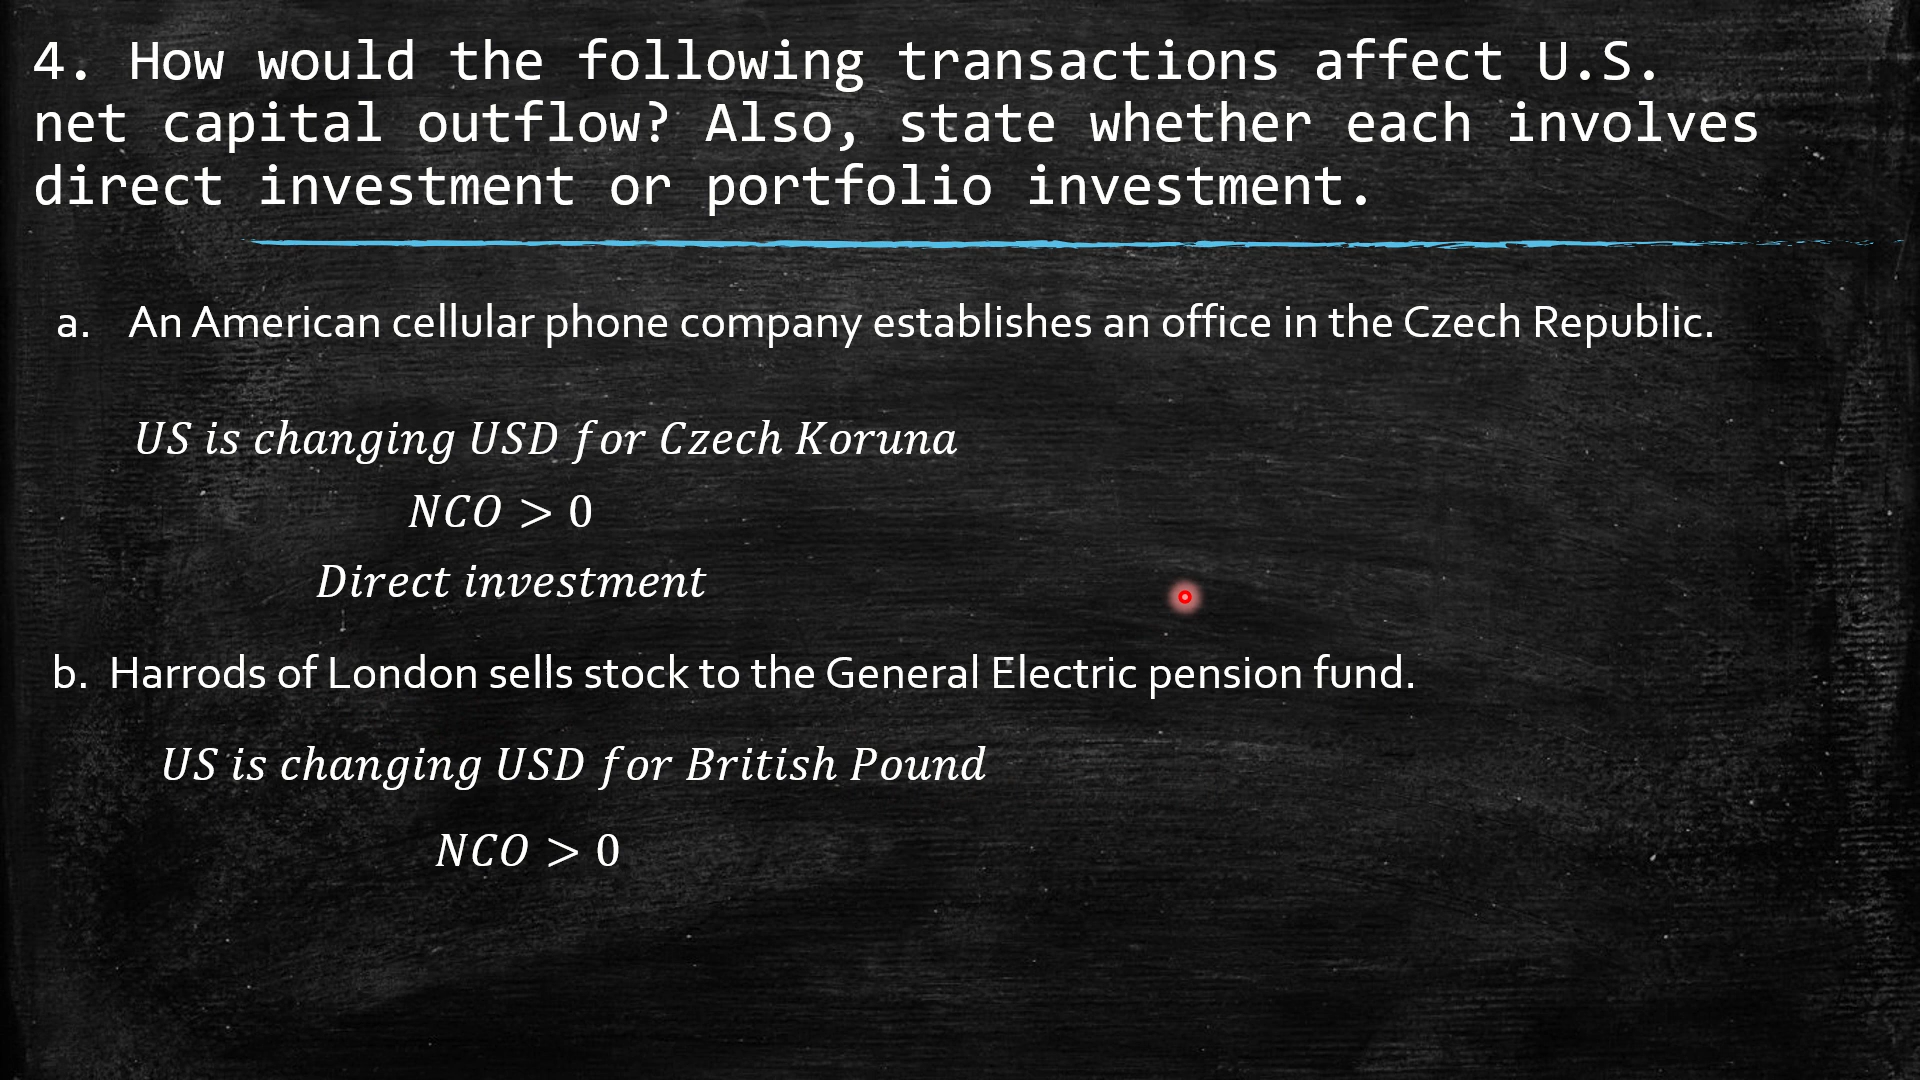 4. How would the following transactions affect U.S.
net capital outflow? Also, state whether each involves
direct investment or portfolio investment.
a. An American cellular phone company establishes an office in the Czech Republic.
US is changing USD for Czech Koruna
NCO > 0
Direct investment
b. Harrods of London sells stock to the General Electric pension fund.
US is changing USD for British Pound
NCO > 0